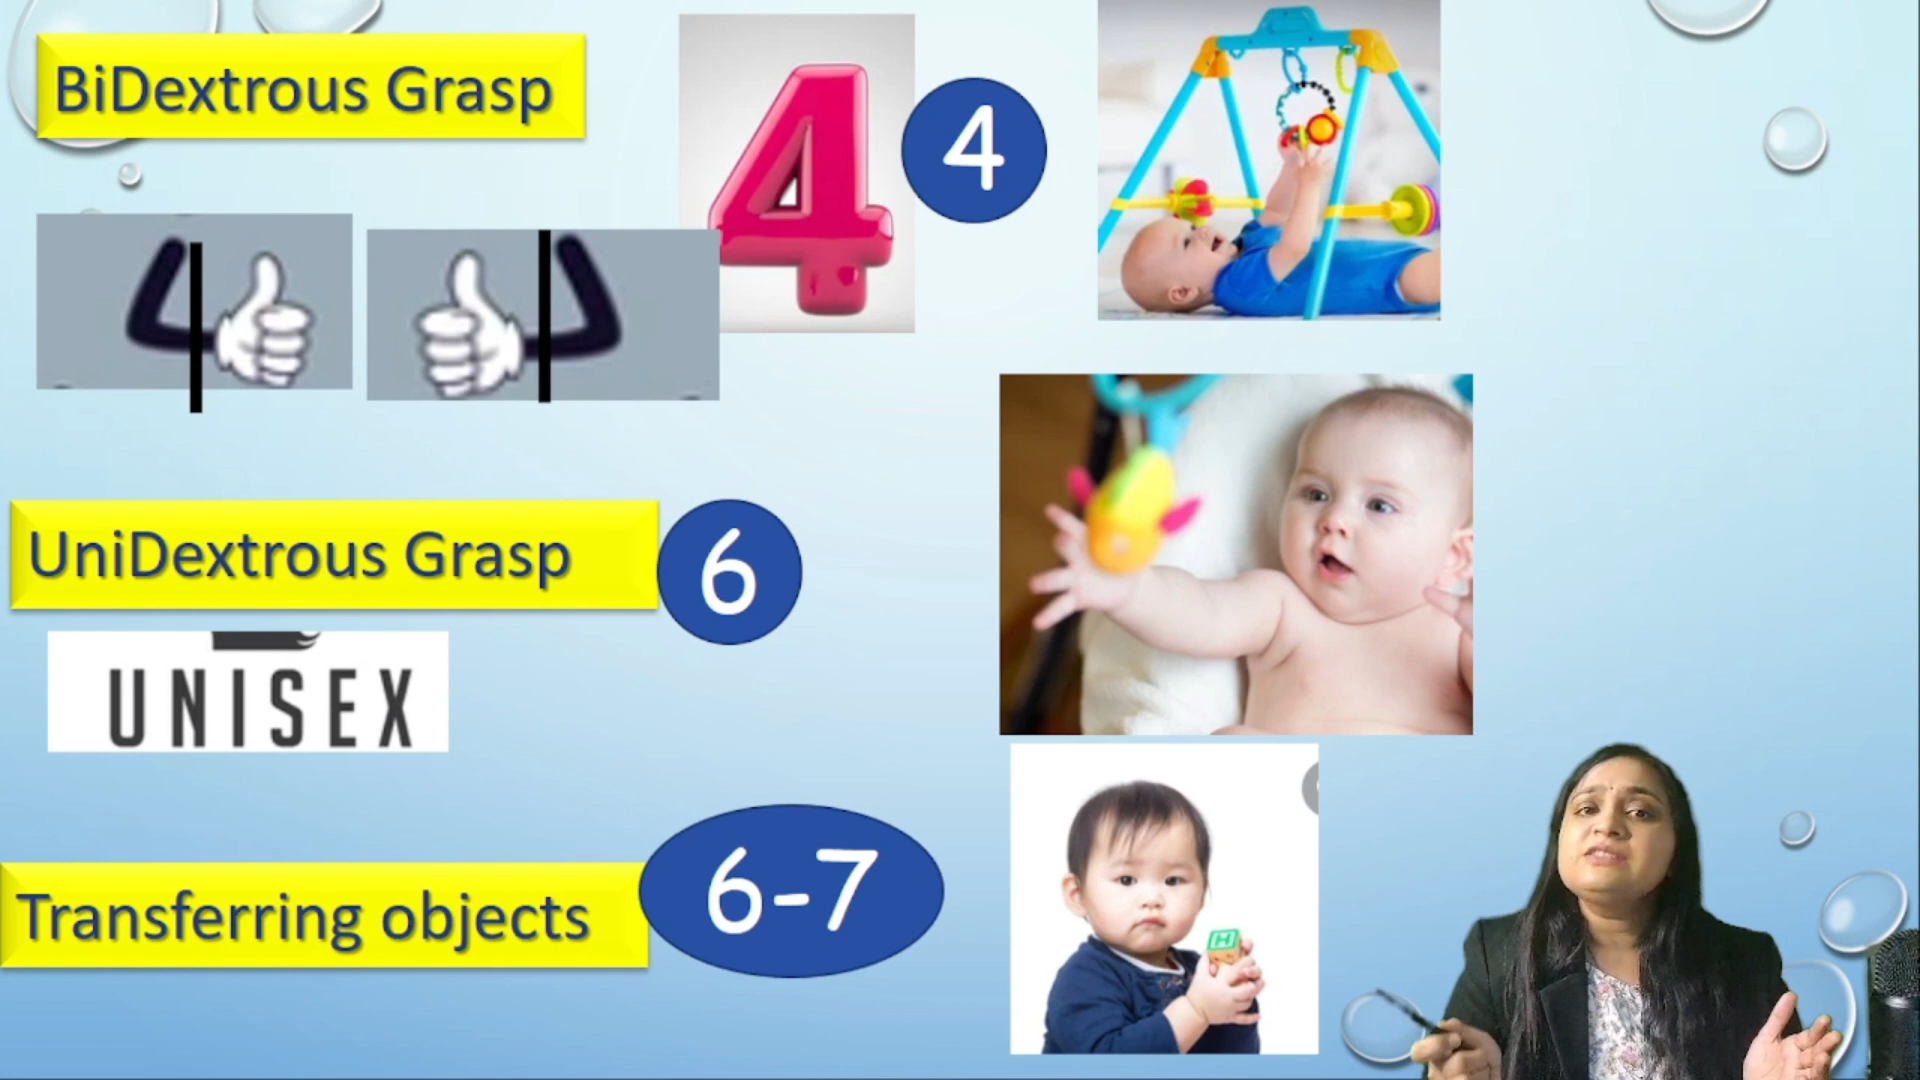 BiDextrous Grasp
4
4
UniDextrous Grasp
6
UNISEX
Transferring objects
6-7
H